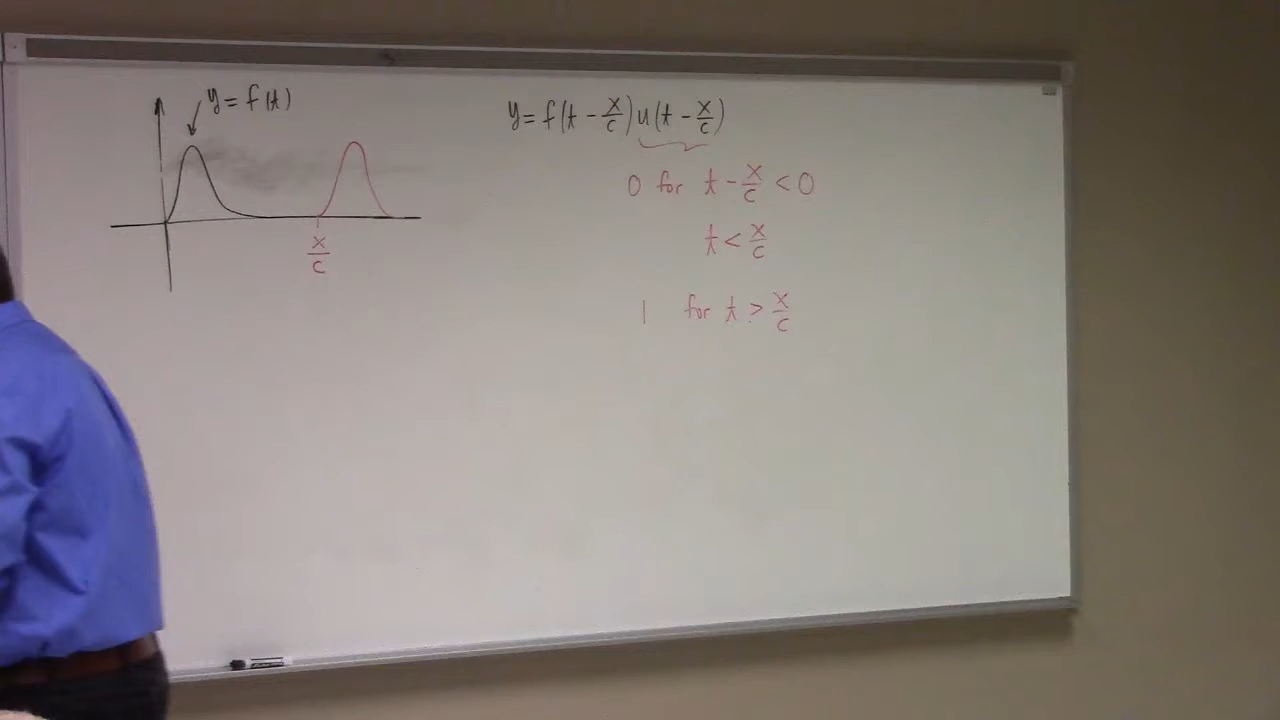 y = f(t)
x/c
y = f(t - x/c) u(t - x/c)
0 for t - x/c < 0
t < x/c
1 for t > x/c